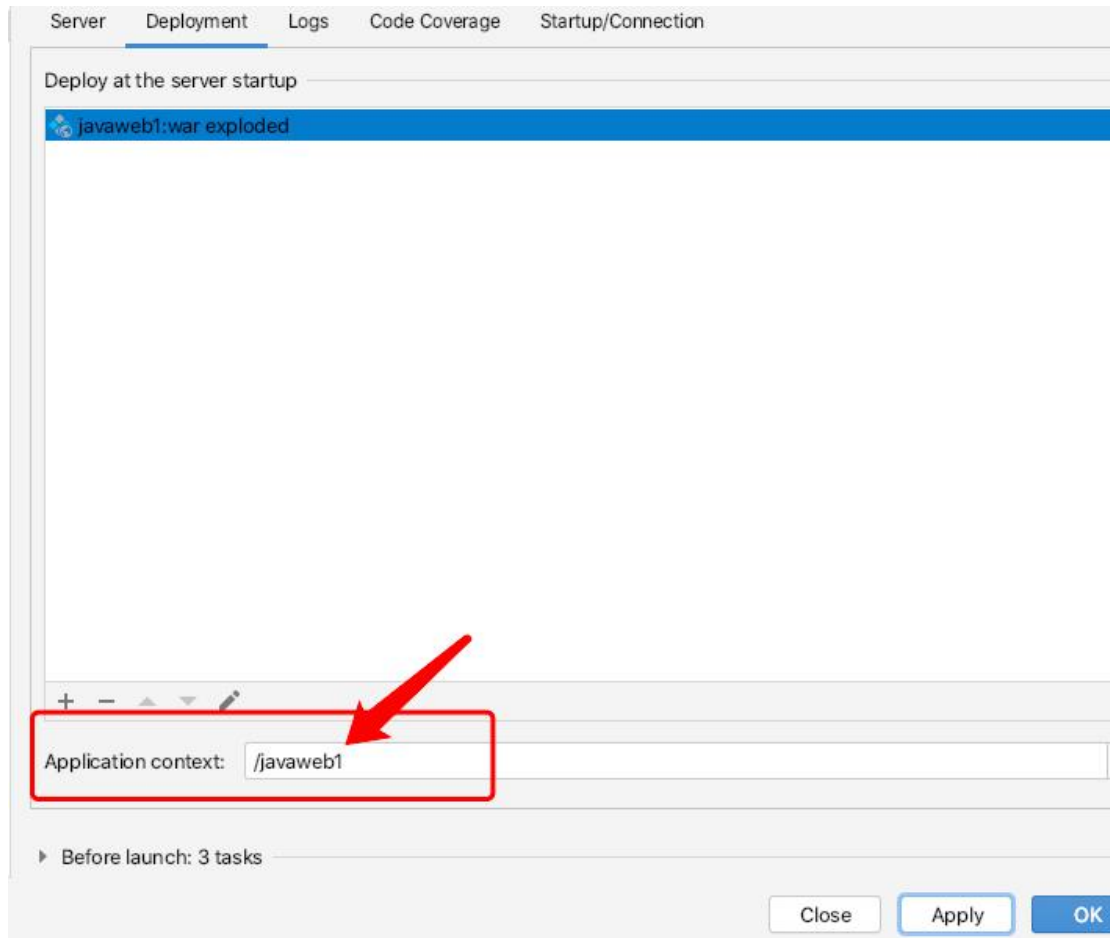 Server Deployment Logs Code Coverage Startup/Connection
Deploy at the server startup
javaweb1:war exploded
Application context: /javaweb1
Before launch: 3 tasks
Close Apply OK